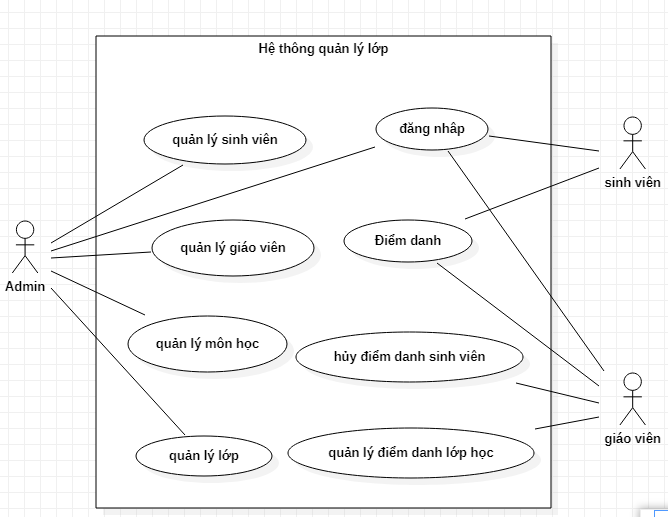 Hệ thông quản lý lớp
đăng nhâp
quản lý sinh viên
sinh viên
quản lý giáo viên
Điểm danh
Admin
quản lý môn học
hủy điểm danh sinh viên
giáo viên
quản lý lớp
quản lý điểm danh lớp học